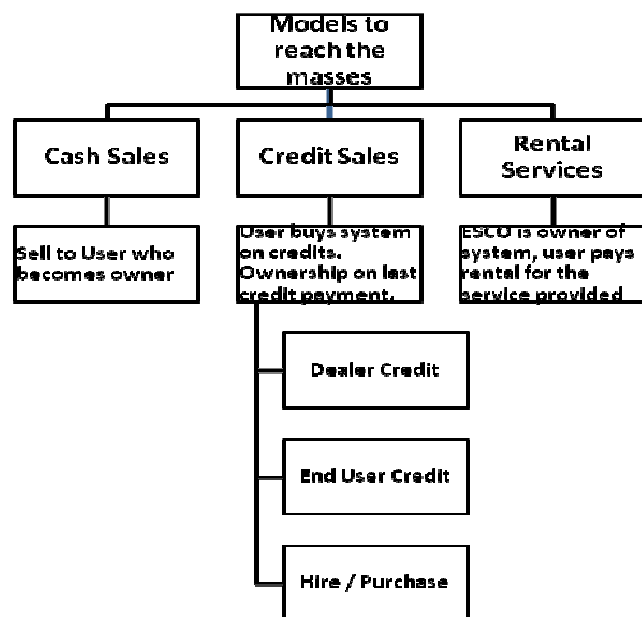 Models to
reach the
masses
Cash Sales
Credit Sales
Rental
Services
Sell to User who
becomes owner
User buys system
on credits.
Ownership on last
credit payment.
ESCO is owner of
system, user pays
rental for the
service provided
Dealer Credit
End User Credit
Hire / Purchase